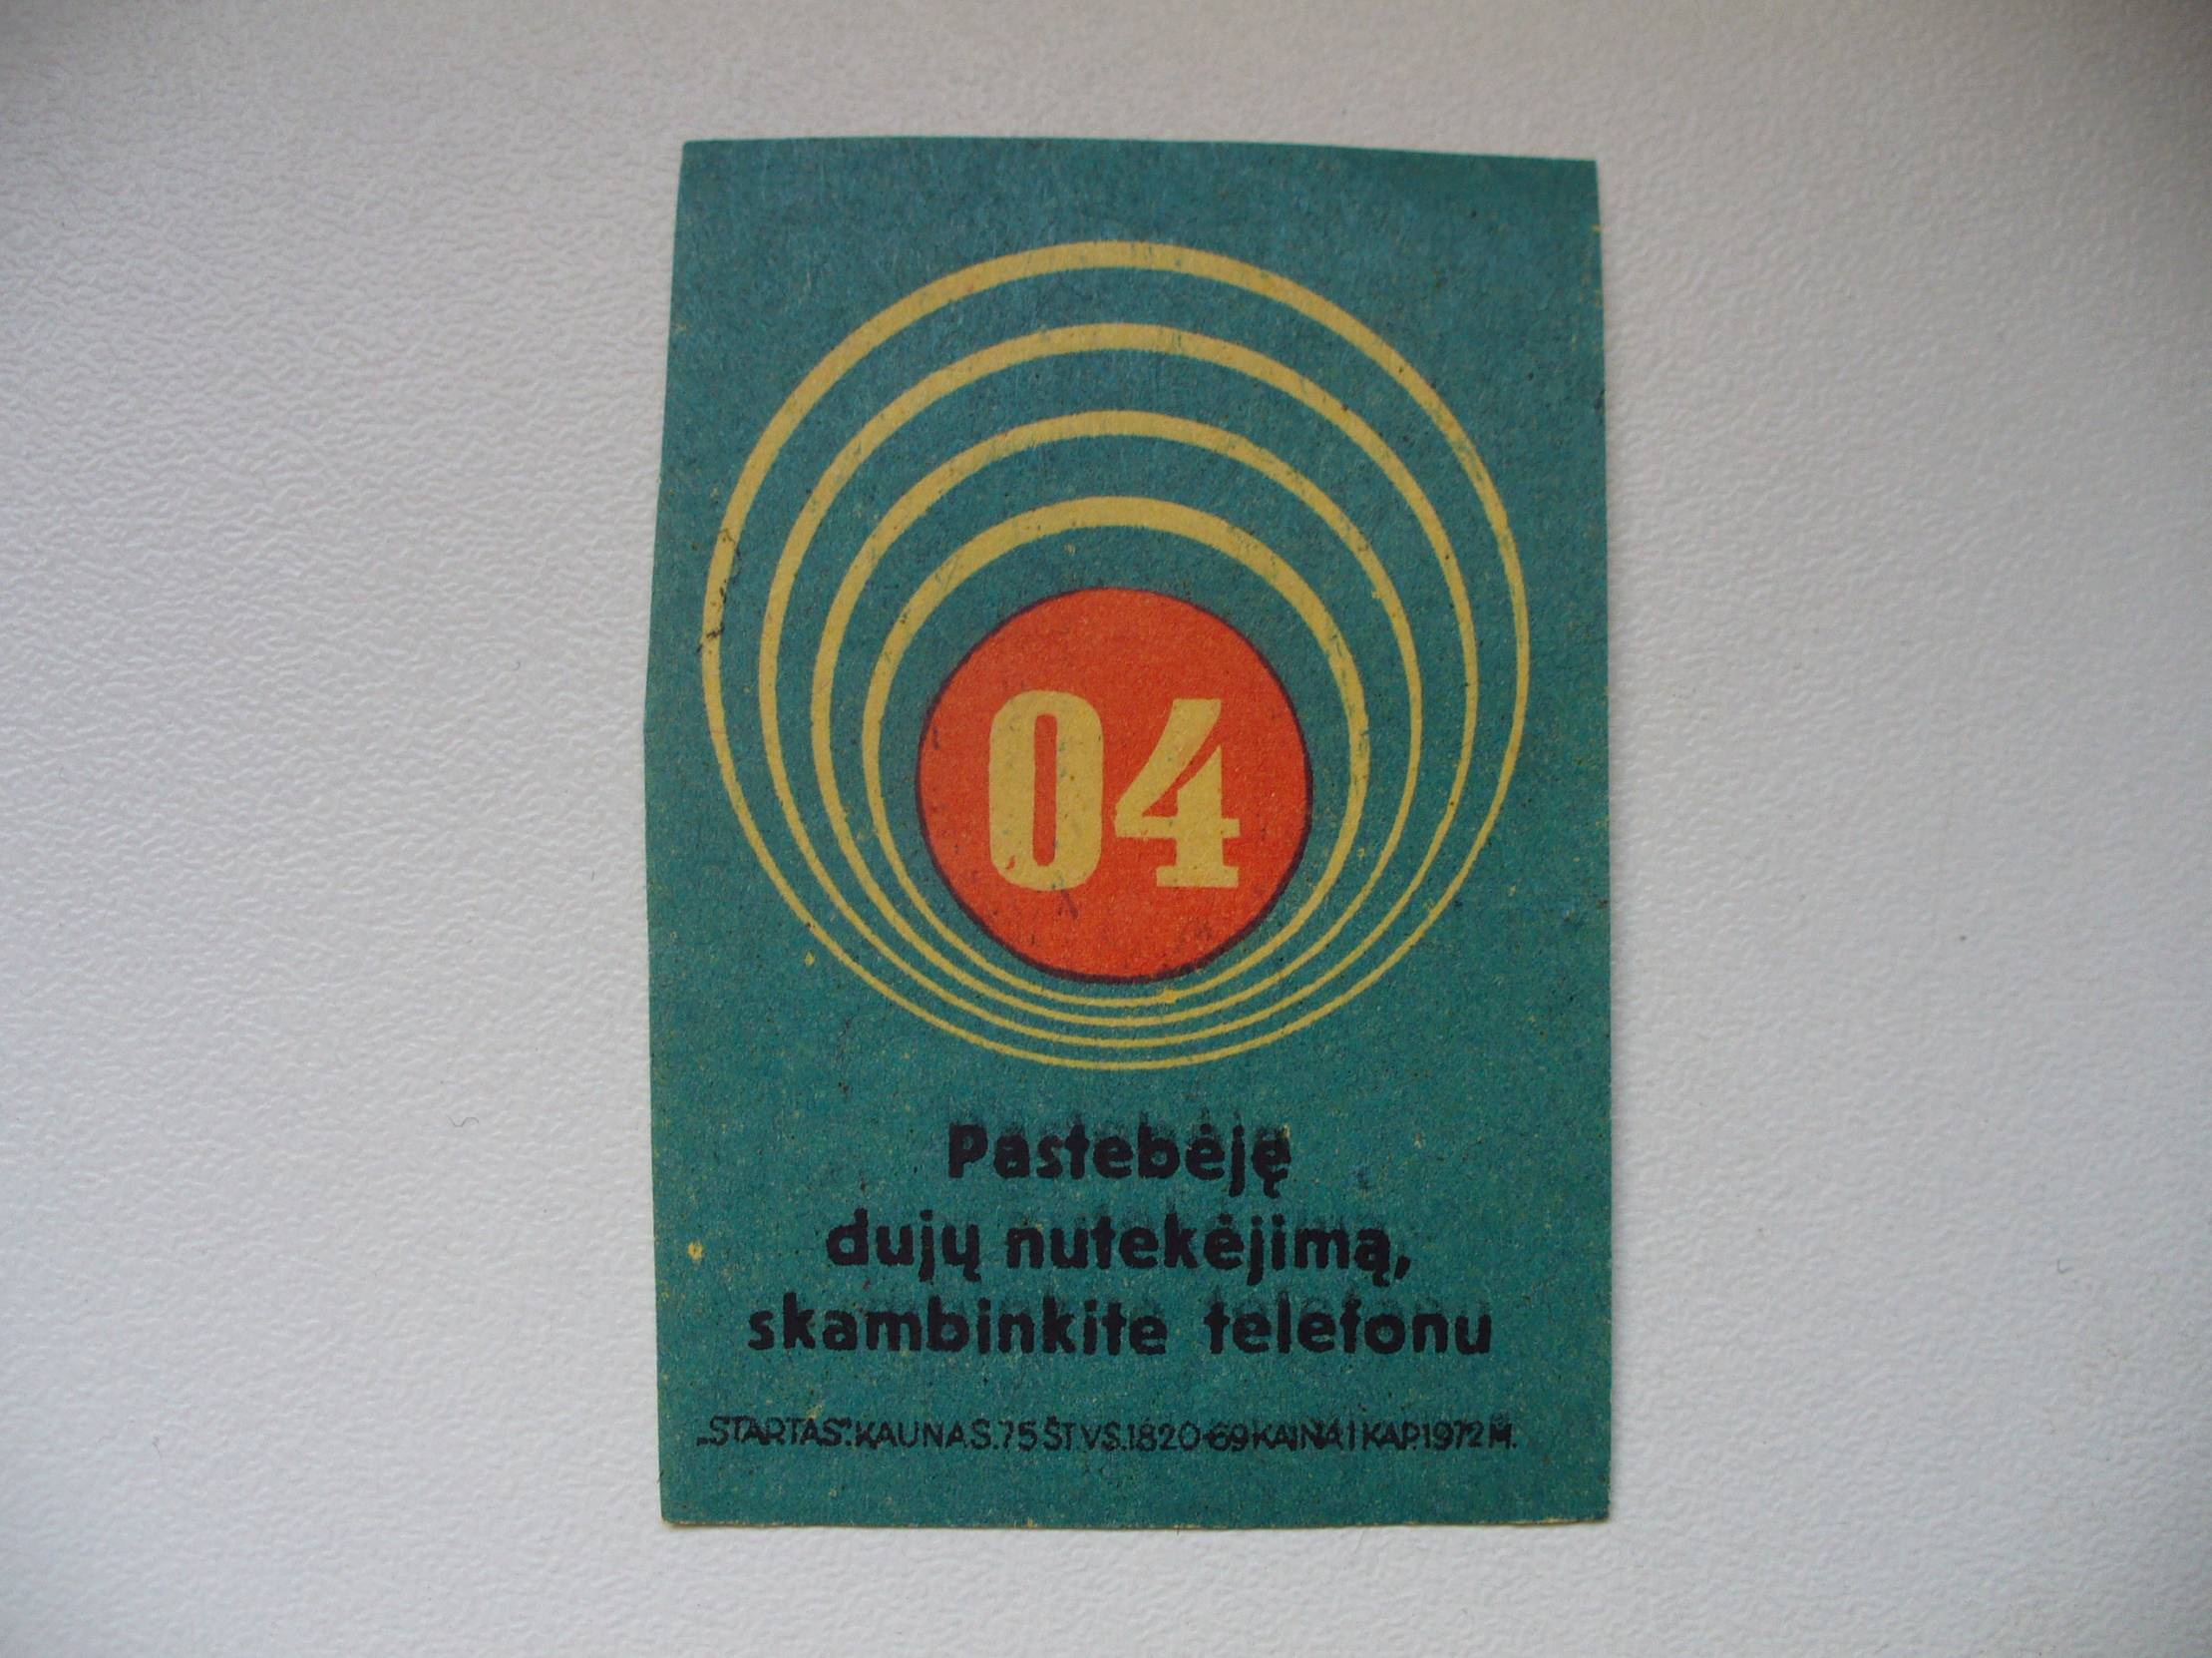 04
Pastebėję
dujų nutekėjimą,
skambinkite telefonu
„STARTAS”. KAUNAS. 75 ŠT. VS. 1820-69 KAINA 1 KAP. 1972 M.